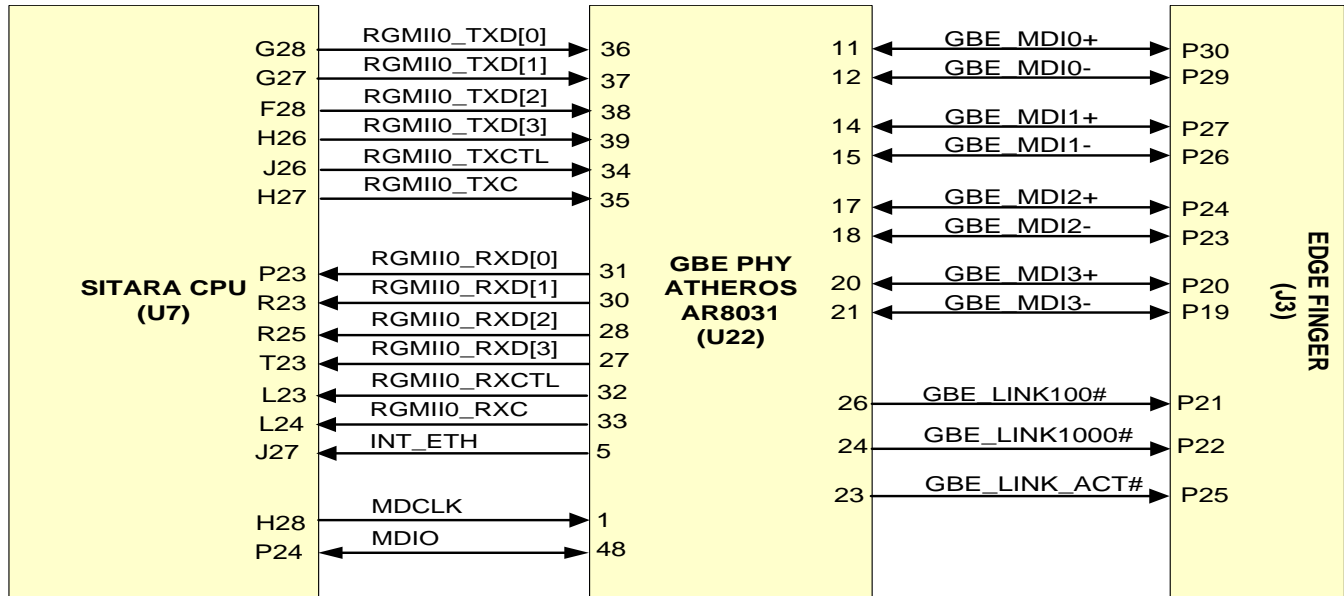 G28 RGMII0_TXD[0] 36
G27 RGMII0_TXD[1] 37
F28 RGMII0_TXD[2] 38
H26 RGMII0_TXD[3] 39
J26 RGMII0_TXCTL 34
H27 RGMII0_TXC 35
P23 RGMII0_RXD[0] 31
R23 RGMII0_RXD[1] 30
R25 RGMII0_RXD[2] 28
T23 RGMII0_RXD[3] 27
L23 RGMII0_RXCTL 32
L24 RGMII0_RXC 33
J27 INT_ETH 5
H28 MDCLK 1
P24 MDIO 48
SITARA CPU
(U7)
GBE PHY
ATHEROS
AR8031
(U22)
11 GBE_MDI0+ P30
12 GBE_MDI0- P29
14 GBE_MDI1+ P27
15 GBE_MDI1- P26
17 GBE_MDI2+ P24
18 GBE_MDI2- P23
20 GBE_MDI3+ P20
21 GBE_MDI3- P19
26 GBE_LINK100# P21
24 GBE_LINK1000# P22
23 GBE_LINK_ACT# P25
EDGE FINGER
(J3)